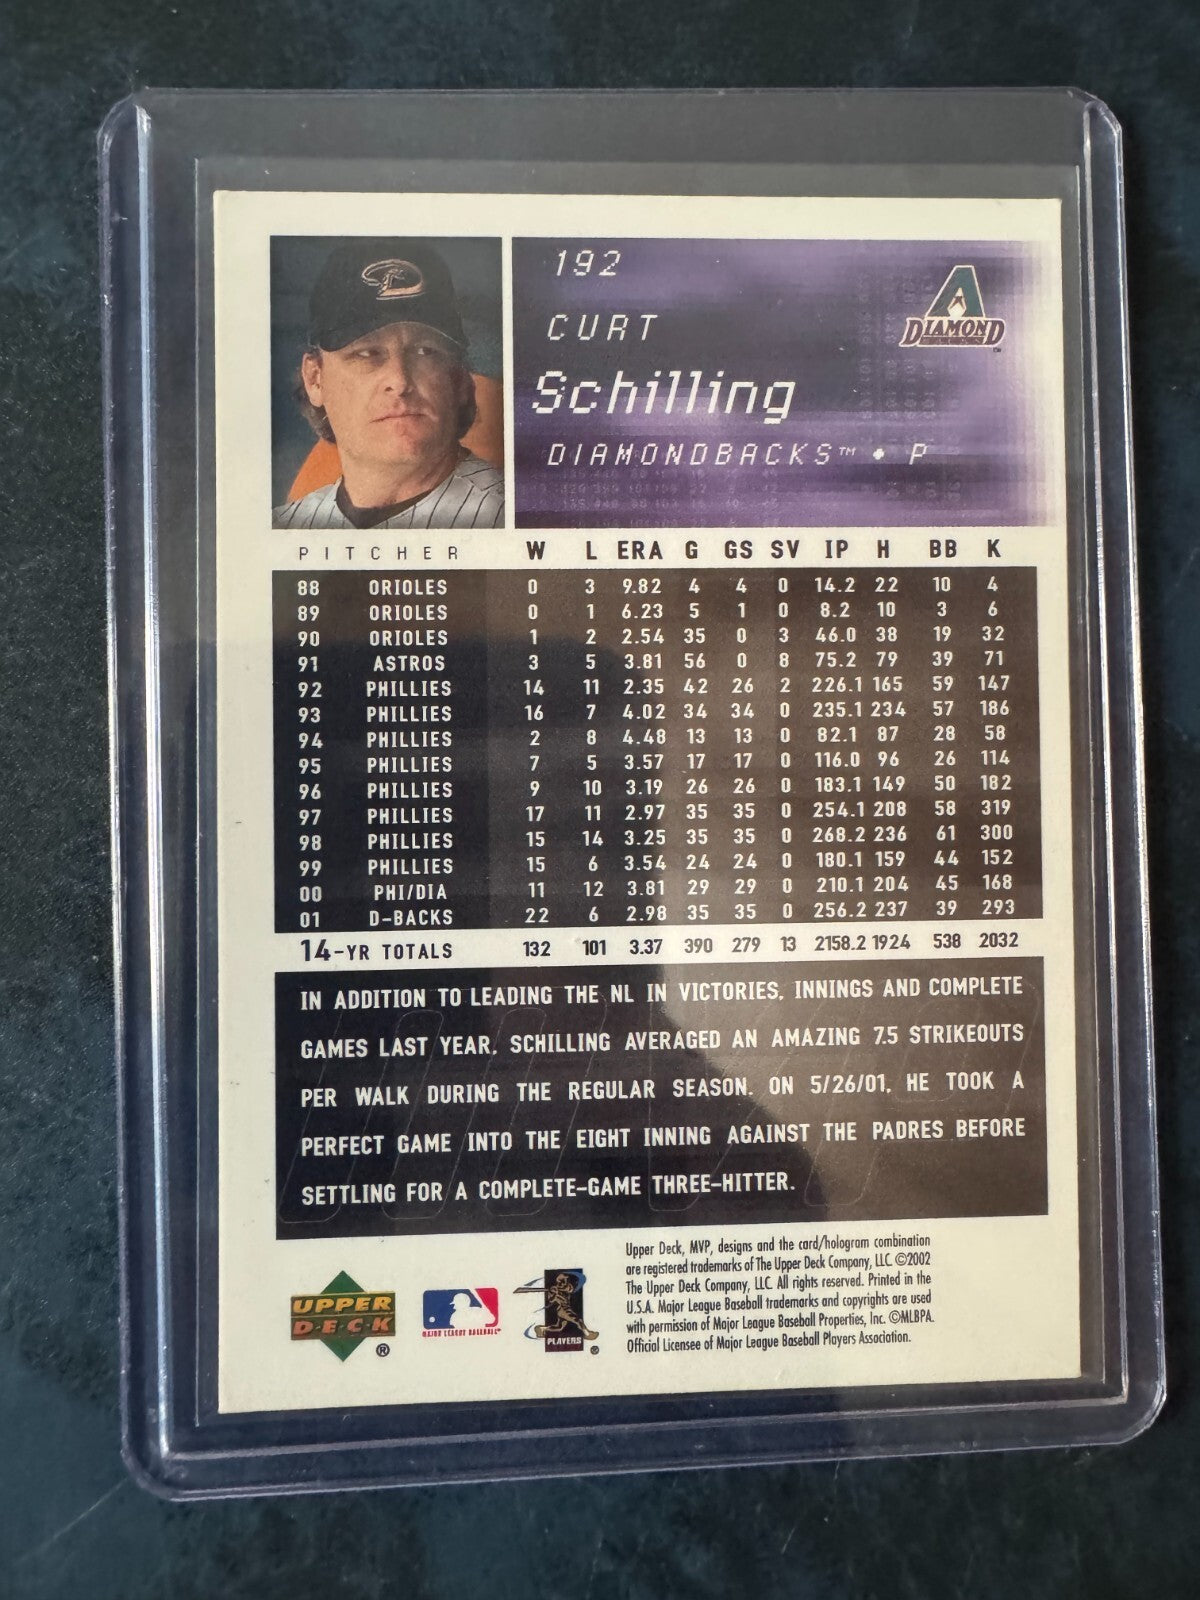 192
CURT
Schilling
DIAMONDBACKS™ • P
DIAMOND
BACKS
PITCHER W L ERA G GS SV IP H BB K
88 ORIOLES 0 3 9.82 4 4 0 14.2 22 10 4
89 ORIOLES 0 1 6.23 5 1 0 8.2 10 3 6
90 ORIOLES 1 2 2.54 35 0 3 46.0 38 19 32
91 ASTROS 3 5 3.81 56 0 8 75.2 79 39 71
92 PHILLIES 14 11 2.35 42 26 2 226.1 165 59 147
93 PHILLIES 16 7 4.02 34 34 0 235.1 234 57 186
94 PHILLIES 2 8 4.48 13 13 0 82.1 87 28 58
95 PHILLIES 7 5 3.57 17 17 0 116.0 96 26 114
96 PHILLIES 9 10 3.19 26 26 0 183.1 149 50 182
97 PHILLIES 17 11 2.97 35 35 0 254.1 208 58 319
98 PHILLIES 15 14 3.25 35 35 0 268.2 236 61 300
99 PHILLIES 15 6 3.54 24 24 0 180.1 159 44 152
00 PHI/DIA 11 12 3.81 29 29 0 210.1 204 45 168
01 D-BACKS 22 6 2.98 35 35 0 256.2 237 39 293
14-YR TOTALS 132 101 3.37 390 279 13 2158.2 1924 538 2032
IN ADDITION TO LEADING THE NL IN VICTORIES, INNINGS AND COMPLETE
GAMES LAST YEAR, SCHILLING AVERAGED AN AMAZING 7.5 STRIKEOUTS
PER WALK DURING THE REGULAR SEASON. ON 5/26/01, HE TOOK A
PERFECT GAME INTO THE EIGHT INNING AGAINST THE PADRES BEFORE
SETTLING FOR A COMPLETE-GAME THREE-HITTER.
UPPER
DECK
®
MAJOR LEAGUE BASEBALL
PLAYERS
Upper Deck, MVP, designs and the card/hologram combination
are registered trademarks of The Upper Deck Company, LLC. ©2002
The Upper Deck Company, LLC. All rights reserved. Printed in the
U.S.A. Major League Baseball trademarks and copyrights are used
with permission of Major League Baseball Properties, Inc. ©MLBPA.
Official Licensee of Major League Baseball Players Association.